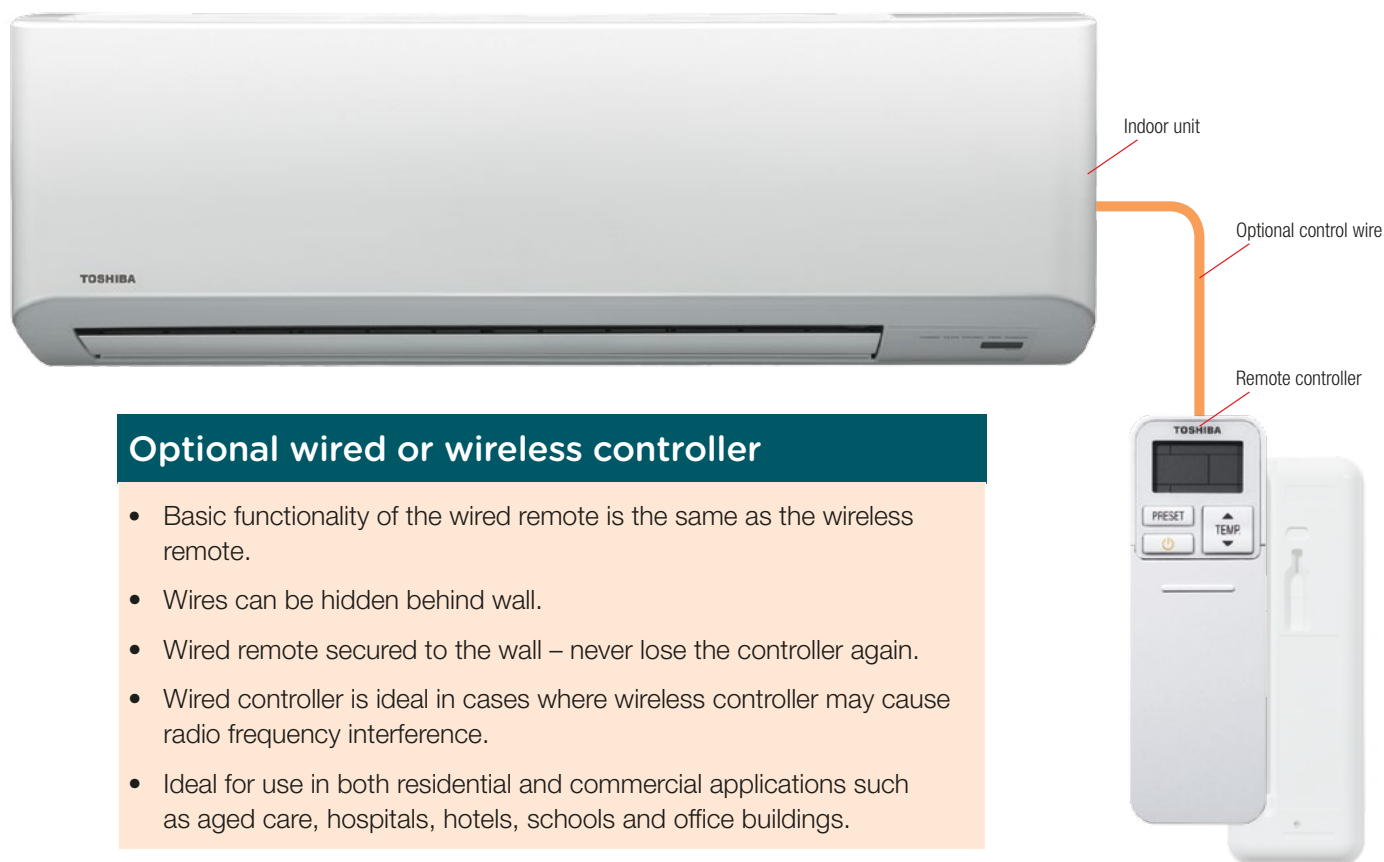 Indoor unit
Optional control wire
TOSHIBA
Remote controller
TOSHIBA
PRESET
TEMP.
Optional wired or wireless controller
• Basic functionality of the wired remote is the same as the wireless
remote.
• Wires can be hidden behind wall.
• Wired remote secured to the wall – never lose the controller again.
• Wired controller is ideal in cases where wireless controller may cause
radio frequency interference.
• Ideal for use in both residential and commercial applications such
as aged care, hospitals, hotels, schools and office buildings.